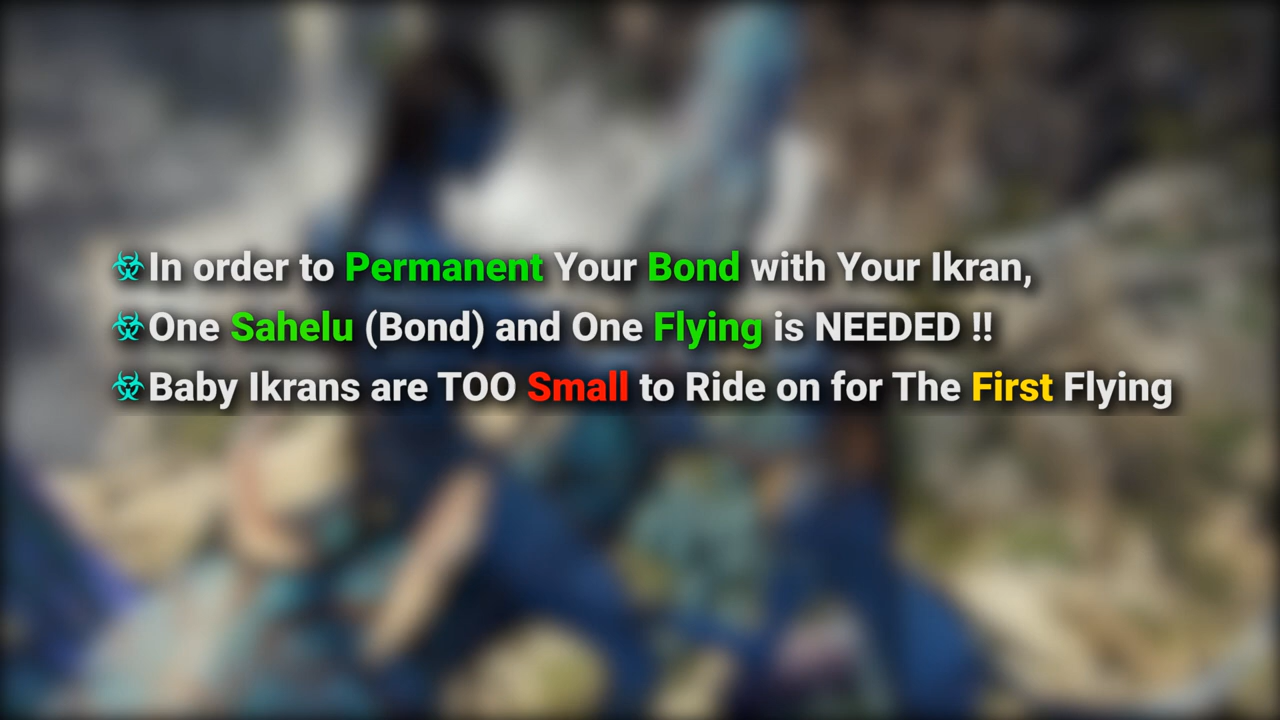 ☣In order to Permanent Your Bond with Your Ikran,
☣One Sahelu (Bond) and One Flying is NEEDED !!
☣Baby Ikrans are TOO Small to Ride on for The First Flying